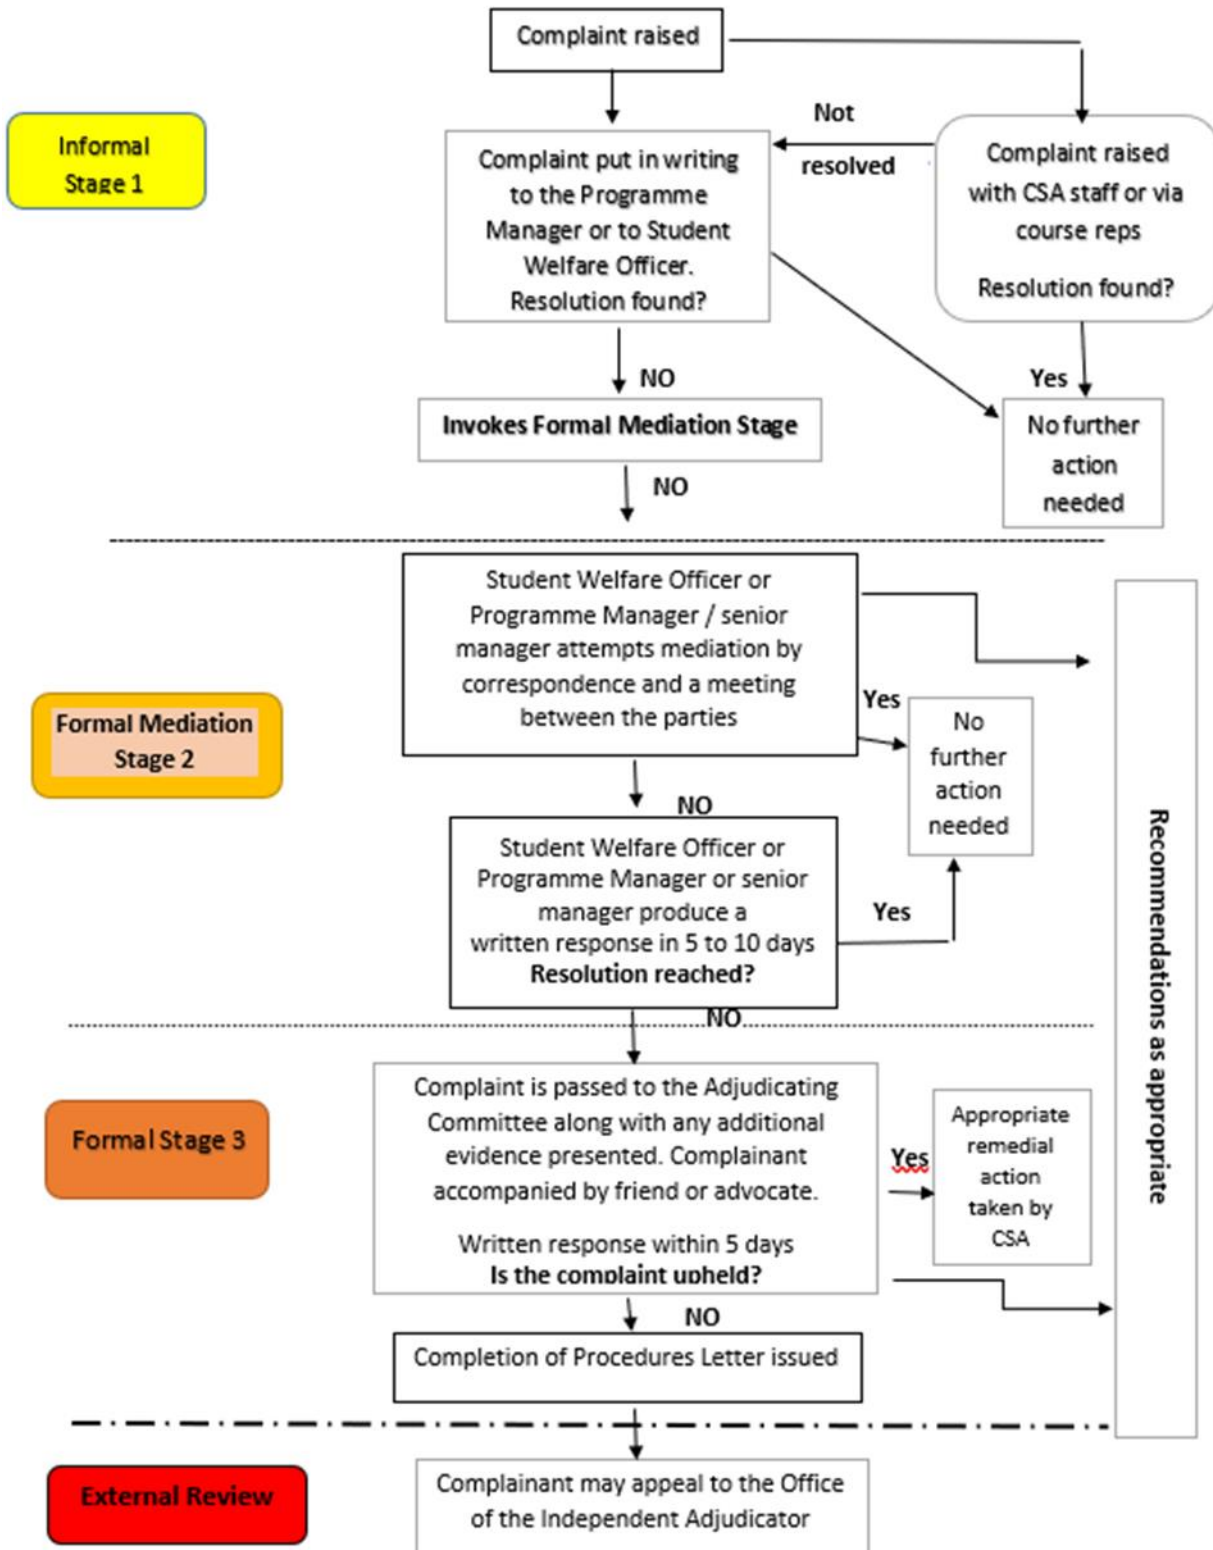 Complaint raised
Informal
Stage 1
Not
resolved
Complaint put in writing
to the Programme
Manager or to Student
Welfare Officer.
Resolution found?
Complaint raised
with CSA staff or via
course reps
Resolution found?
NO
Yes
Invokes Formal Mediation Stage
No further
action
needed
NO
Student Welfare Officer or
Programme Manager / senior
manager attempts mediation by
correspondence and a meeting
between the parties
Formal Mediation
Stage 2
Yes
No
further
action
needed
NO
Student Welfare Officer or
Programme Manager or senior
manager produce a
written response in 5 to 10 days
Resolution reached?
Yes
Recommendations as appropriate
NO
Formal Stage 3
Complaint is passed to the Adjudicating
Committee along with any additional
evidence presented. Complainant
accompanied by friend or advocate.
Written response within 5 days
Is the complaint upheld?
Yes
Appropriate
remedial
action
taken by
CSA
NO
Completion of Procedures Letter issued
External Review
Complainant may appeal to the Office
of the Independent Adjudicator